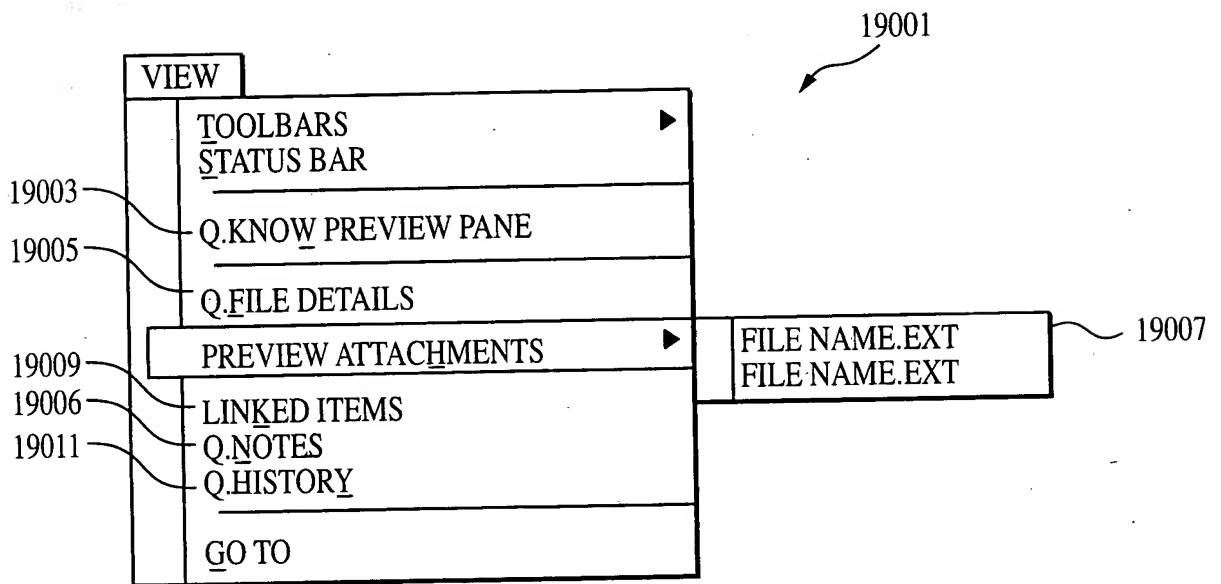 19001
VIEW
TOOLBARS
STATUS BAR
19003
Q.KNOW PREVIEW PANE
19005
Q.FILE DETAILS
PREVIEW ATTACHMENTS
FILE NAME.EXT
19007
FILE NAME.EXT
19009
LINKED ITEMS
19006
Q.NOTES
19011
Q.HISTORY
GO TO